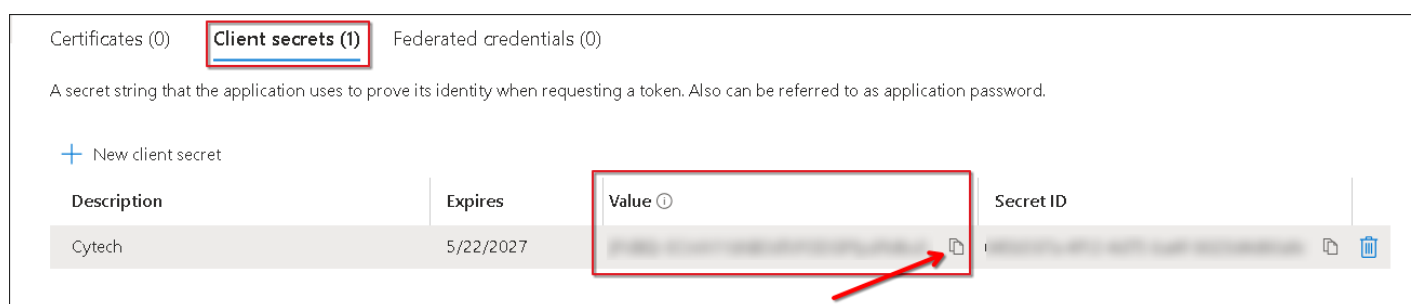 Certificates (0) Client secrets (1) Federated credentials (0)
A secret string that the application uses to prove its identity when requesting a token. Also can be referred to as application password.
New client secret
Description Expires Value Secret ID
Cytech 5/22/2027